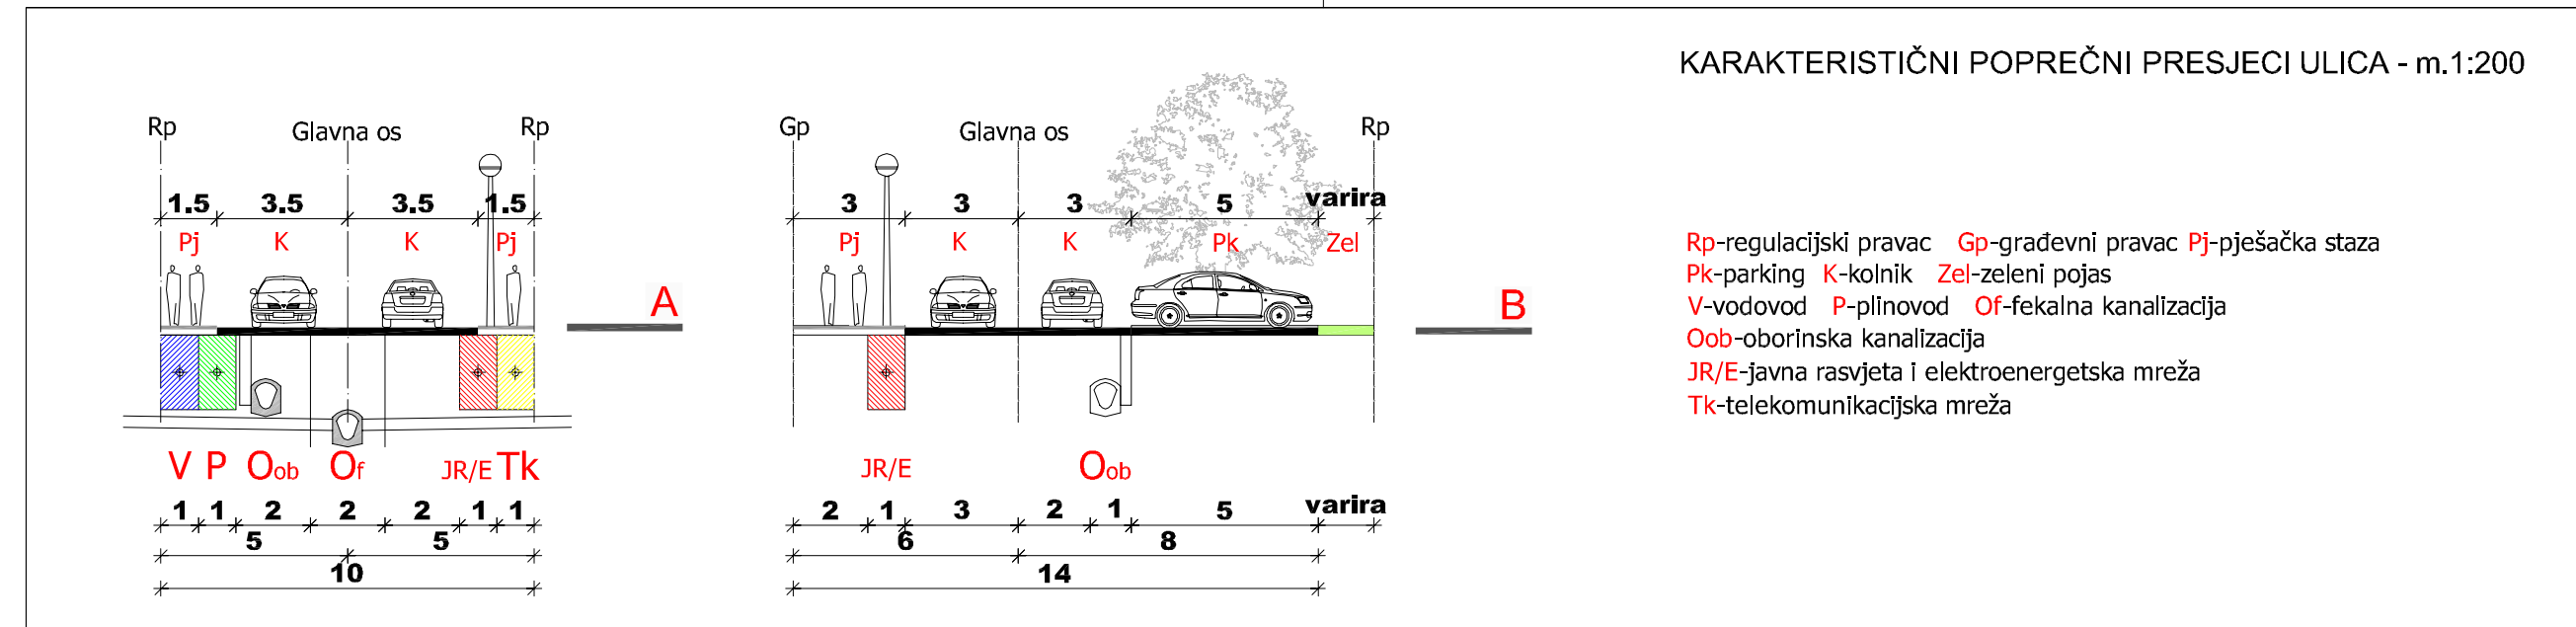 KARAKTERISTIČNI POPREČNI PRESJECI ULICA - m.1:200
Rp Glavna os Rp
1.5 3.5 3.5 1.5
Pj K K Pj
A
V P Oob Of JR/E Tk
1 1 2 2 2 1 1
5 5
10
Gp Glavna os Rp
3 3 3 5 varira
Pj K K Pk Zel
B
JR/E Oob
2 1 3 2 1 5 varira
6 8
14
Rp-regulacijski pravac Gp-građevni pravac Pj-pješačka staza
Pk-parking K-kolnik Zel-zeleni pojas
V-vodovod P-plinovod Of-fekalna kanalizacija
Oob-oborinska kanalizacija
JR/E-javna rasvjeta i elektroenergetska mreža
Tk-telekomunikacijska mreža